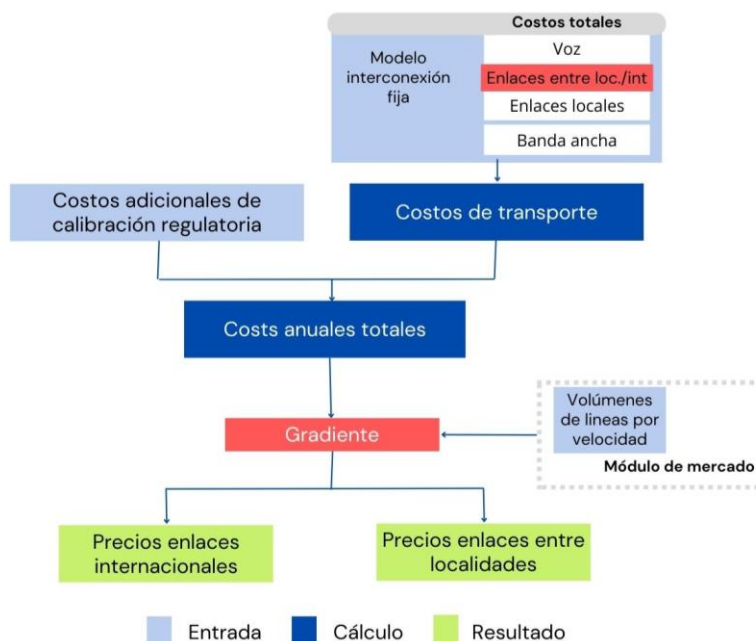 Costos totales
Modelo
interconexión
fija
Voz
Enlaces entre loc./int
Enlaces locales
Banda ancha
Costos adicionales de
calibración regulatoria
Costos de transporte
Costs anuales totales
Gradiente
Volúmenes
de lineas por
velocidad
Módulo de mercado
Precios enlaces
internacionales
Precios enlaces entre
localidades
Entrada
Cálculo
Resultado